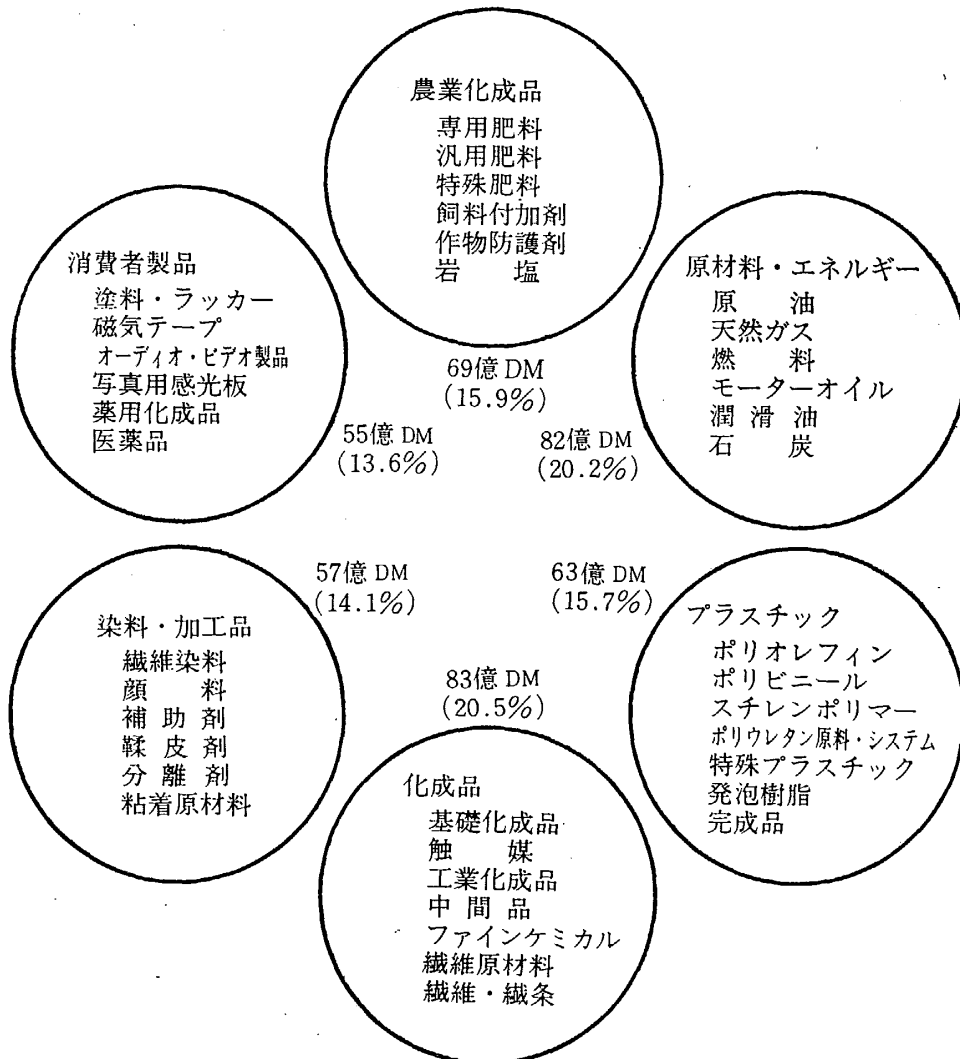 農業化成品
専用肥料
汎用肥料
特殊肥料
飼料付加剤
作物防護剤
岩　　塩
69億 DM
(15.9%)
消費者製品
塗料・ラッカー
磁気テープ
オーディオ・ビデオ製品
写真用感光板
薬用化成品
医薬品
55億 DM
(13.6%)
原材料・エネルギー
原　　油
天然ガス
燃　　料
モーターオイル
潤 滑 油
石　　炭
82億 DM
(20.2%)
染料・加工品
繊維染料
顔　　料
補 助 剤
鞣 皮 剤
分 離 剤
粘着原材料
57億 DM
(14.1%)
プラスチック
ポリオレフィン
ポリビニール
スチレンポリマー
ポリウレタン原料・システム
特殊プラスチック
発泡樹脂
完成品
63億 DM
(15.7%)
83億 DM
(20.5%)
化成品
基礎化成品
触　　媒
工業化成品
中 間 品
ファインケミカル
繊維原材料
繊維・繊条